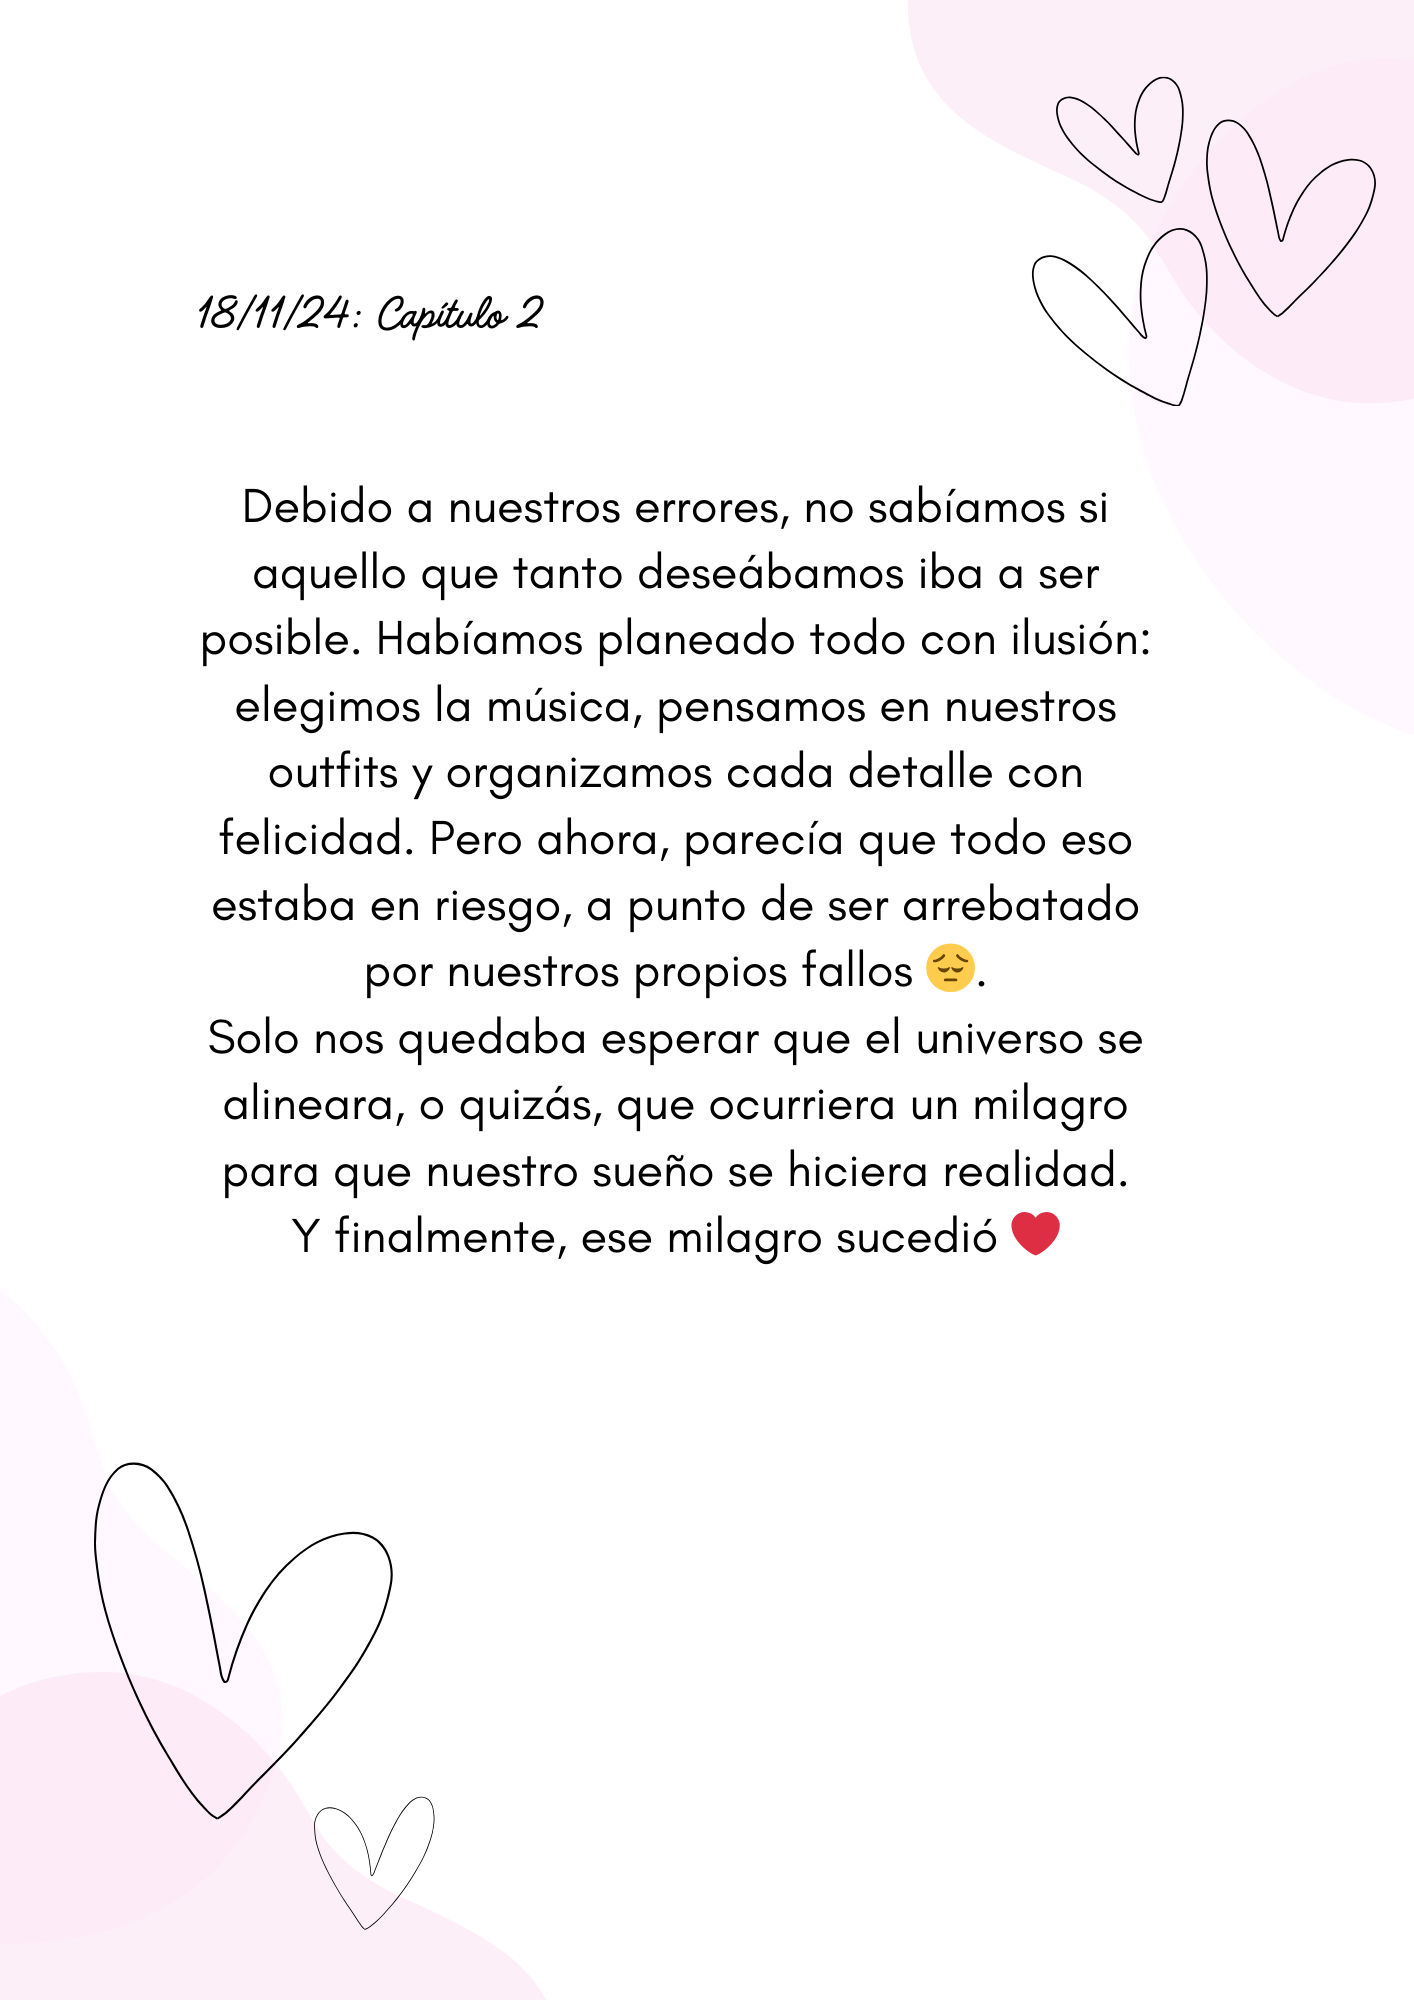 18/11/24: Capítulo 2
Debido a nuestros errores, no sabíamos si
aquello que tanto deseábamos iba a ser
posible. Habíamos planeado todo con ilusión:
elegimos la música, pensamos en nuestros
outfits y organizamos cada detalle con
felicidad. Pero ahora, parecía que todo eso
estaba en riesgo, a punto de ser arrebatado
por nuestros propios fallos 😔.
Solo nos quedaba esperar que el universo se
alineara, o quizás, que ocurriera un milagro
para que nuestro sueño se hiciera realidad.
Y finalmente, ese milagro sucedió ❤️